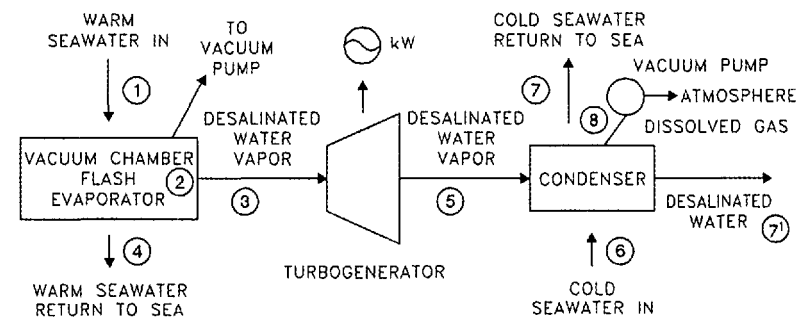 WARM
SEAWATER IN
TO
VACUUM
PUMP
kW
COLD SEAWATER
RETURN TO SEA
1
7
VACUUM PUMP
ATMOSPHERE
8
DISSOLVED GAS
DESALINATED
WATER
VAPOR
DESALINATED
WATER
VAPOR
VACUUM CHAMBER
FLASH
EVAPORATOR
2
CONDENSER
3
5
DESALINATED
WATER
7¹
4
6
TURBOGENERATOR
WARM SEAWATER
RETURN TO SEA
COLD
SEAWATER IN